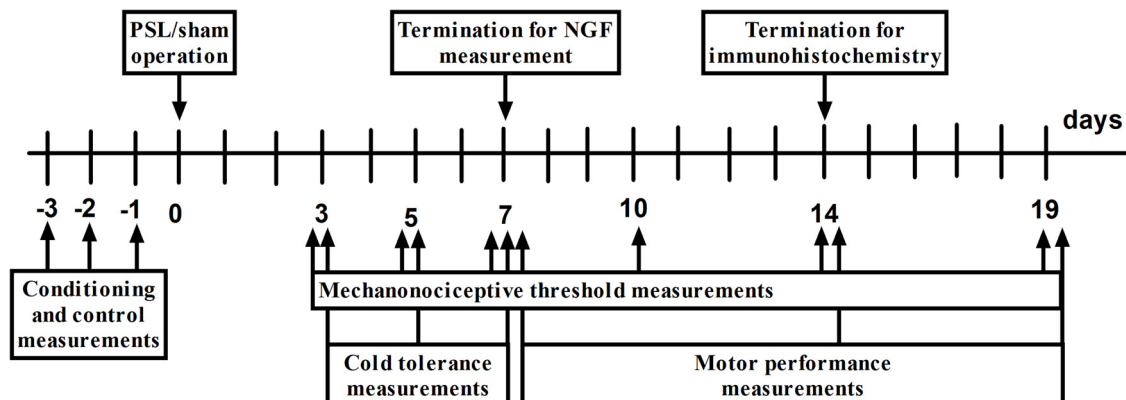 PSL/sham
operation
Termination for NGF
measurement
Termination for
immunohistochemistry
days
-3 -2 -1 0 3 5 7 10 14 19
Conditioning
and control
measurements
Mechanonociceptive threshold measurements
Cold tolerance
measurements
Motor performance
measurements